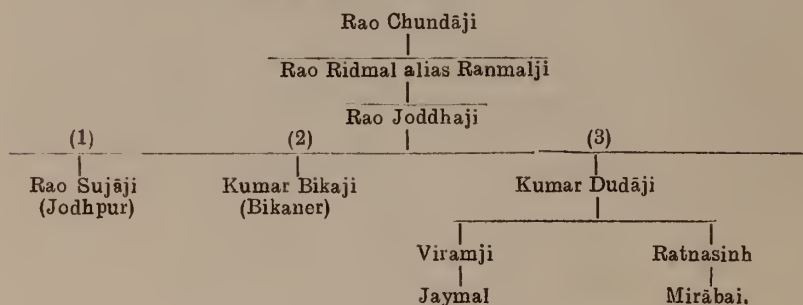 Rao Chundāji
Rao Ridmal alias Ranmalji
Rao Joddhaji
(1) (2) (3)
Rao Sujāji Kumar Bikaji Kumar Dudāji
(Jodhpur) (Bikaner)
Viramji Ratnasinh
Jaymal Mirābai.